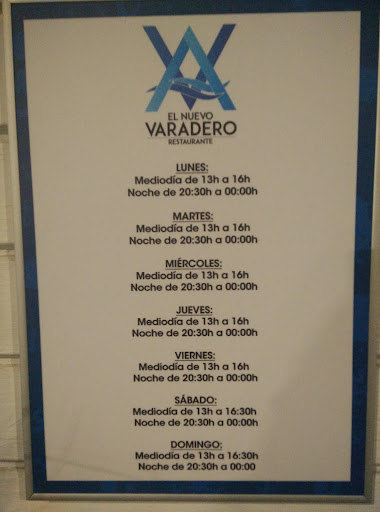 EL NUEVO
VARADERO
RESTAURANTE
LUNES:
Mediodía de 13h a 16h
Noche de 20:30h a 00:00h
MARTES:
Mediodía de 13h a 16h
Noche de 20:30h a 00:00h
MIÉRCOLES:
Mediodía de 13h a 16h
Noche de 20:30h a 00:00h
JUEVES:
Mediodía de 13h a 16h
Noche de 20:30h a 00:00h
VIERNES:
Mediodía de 13h a 16h
Noche de 20:30h a 00:00h
SÁBADO:
Mediodía de 13h a 16:30h
Noche de 20:30h a 00:00h
DOMINGO:
Mediodía de 13h a 16:30h
Noche de 20:30h a 00:00